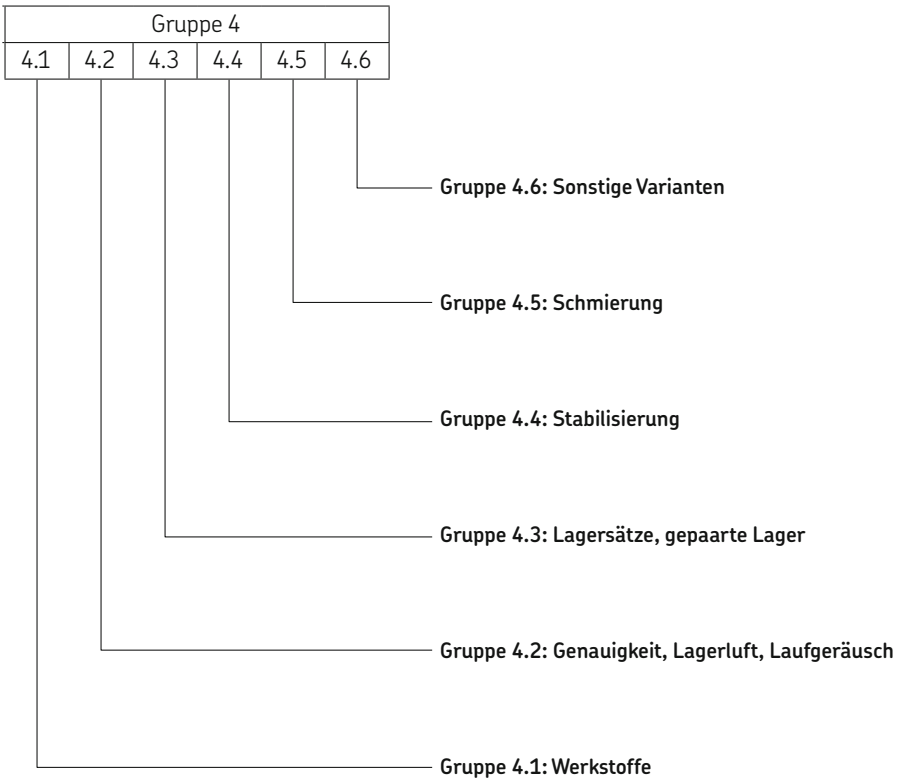 Gruppe 4
4.1 4.2 4.3 4.4 4.5 4.6
Gruppe 4.6: Sonstige Varianten
Gruppe 4.5: Schmierung
Gruppe 4.4: Stabilisierung
Gruppe 4.3: Lagersätze, gepaarte Lager
Gruppe 4.2: Genauigkeit, Lagerluft, Laufgeräusch
Gruppe 4.1: Werkstoffe